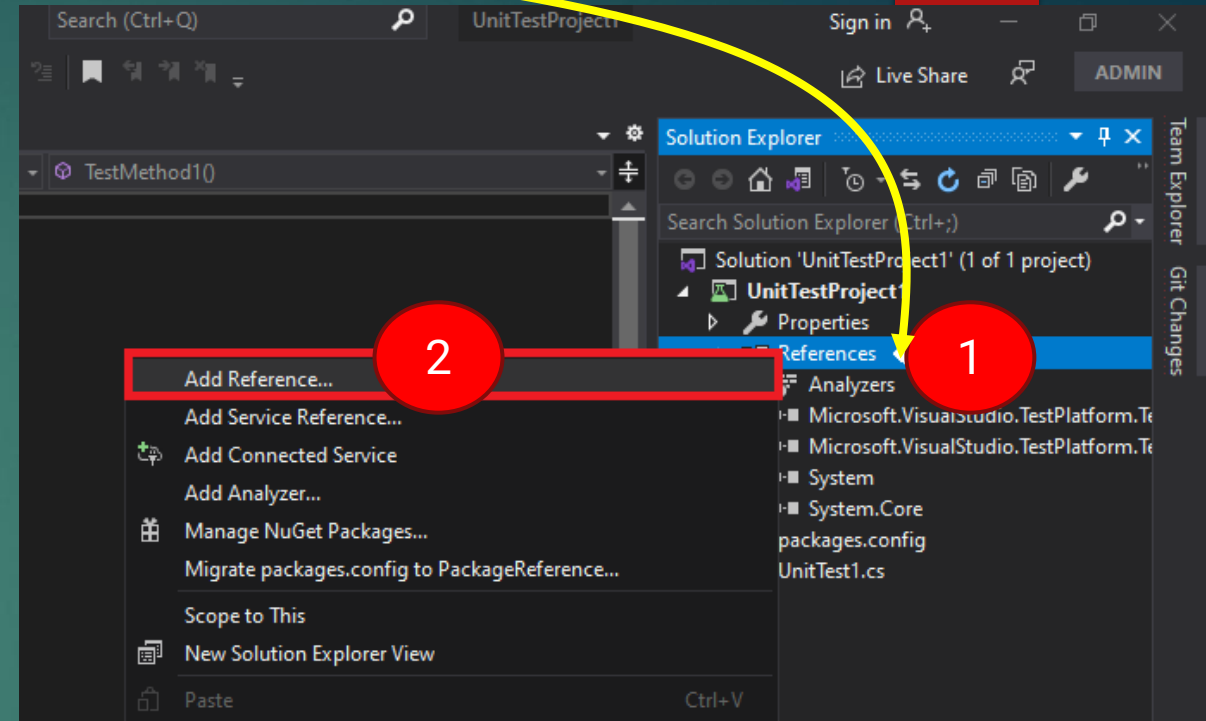 Search (Ctrl+Q)
UnitTestProject1
Sign in
Live Share
ADMIN
TestMethod1()
Solution Explorer
Search Solution Explorer (Ctrl+;)
Solution 'UnitTestProject1' (1 of 1 project)
UnitTestProject1
Properties
References
1
Analyzers
Microsoft.VisualStudio.TestPlatform.Te
Microsoft.VisualStudio.TestPlatform.Te
System
System.Core
packages.config
UnitTest1.cs
2
Add Reference...
Add Service Reference...
Add Connected Service
Add Analyzer...
Manage NuGet Packages...
Migrate packages.config to PackageReference...
Scope to This
New Solution Explorer View
Paste Ctrl+V
Team Explorer
Git Changes